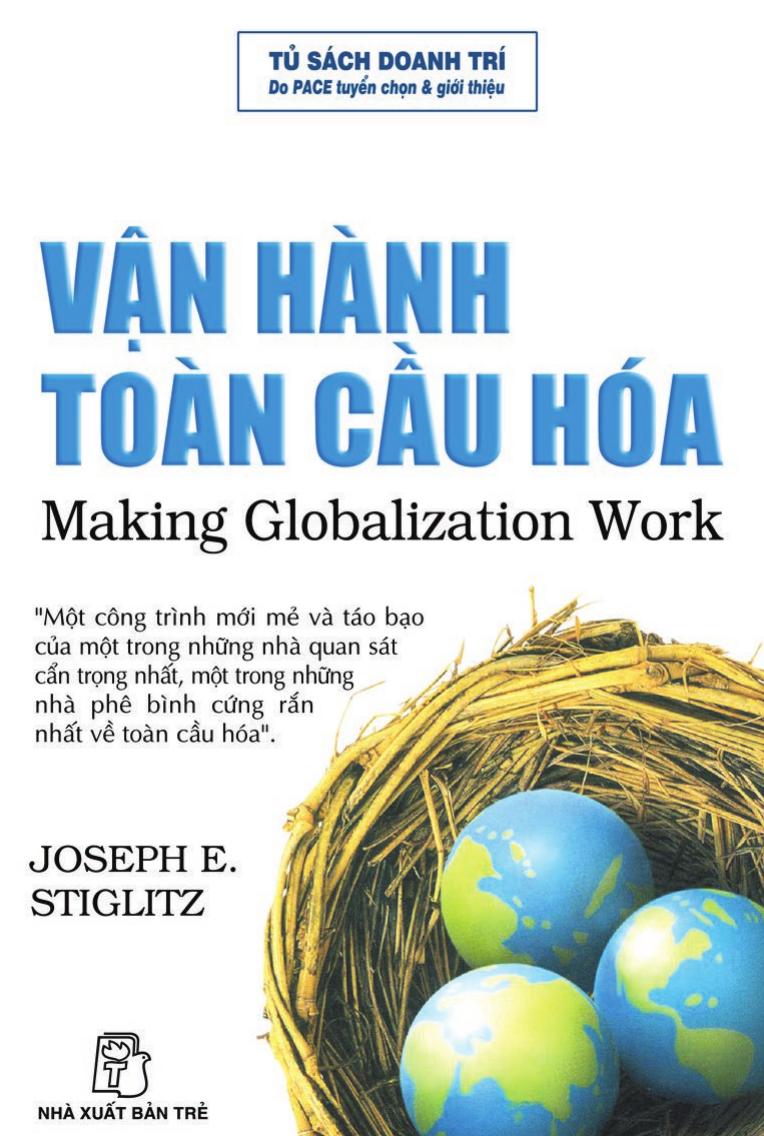 TỦ SÁCH DOANH TRÍ
Do PACE tuyển chọn & giới thiệu
VẬN HÀNH
TOÀN CẦU HÓA
Making Globalization Work
"Một công trình mới mẻ và táo bạo
của một trong những nhà quan sát
cẩn trọng nhất, một trong những
nhà phê bình cứng rắn
nhất về toàn cầu hóa".
JOSEPH E.
STIGLITZ
T
NHÀ XUẤT BẢN TRẺ